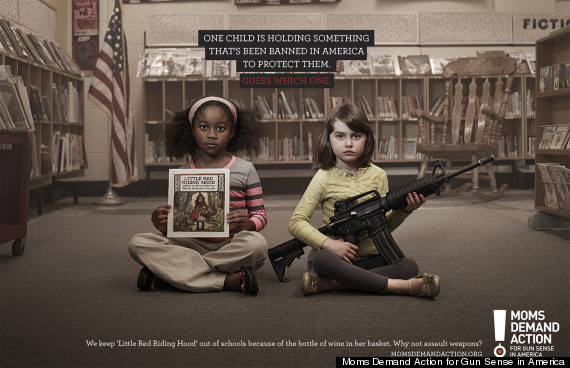 ONE CHILD IS HOLDING SOMETHING
THAT'S BEEN BANNED IN AMERICA
TO PROTECT THEM.
GUESS WHICH ONE.
FICTION
LITTLE RED
RIDING HOOD
We keep 'Little Red Riding Hood' out of schools because of the bottle of wine in her basket. Why not assault weapons?
MOMSDEMANDACTION.ORG
MOMS
DEMAND
ACTION
FOR GUN SENSE
IN AMERICA
Moms Demand Action for Gun Sense in America